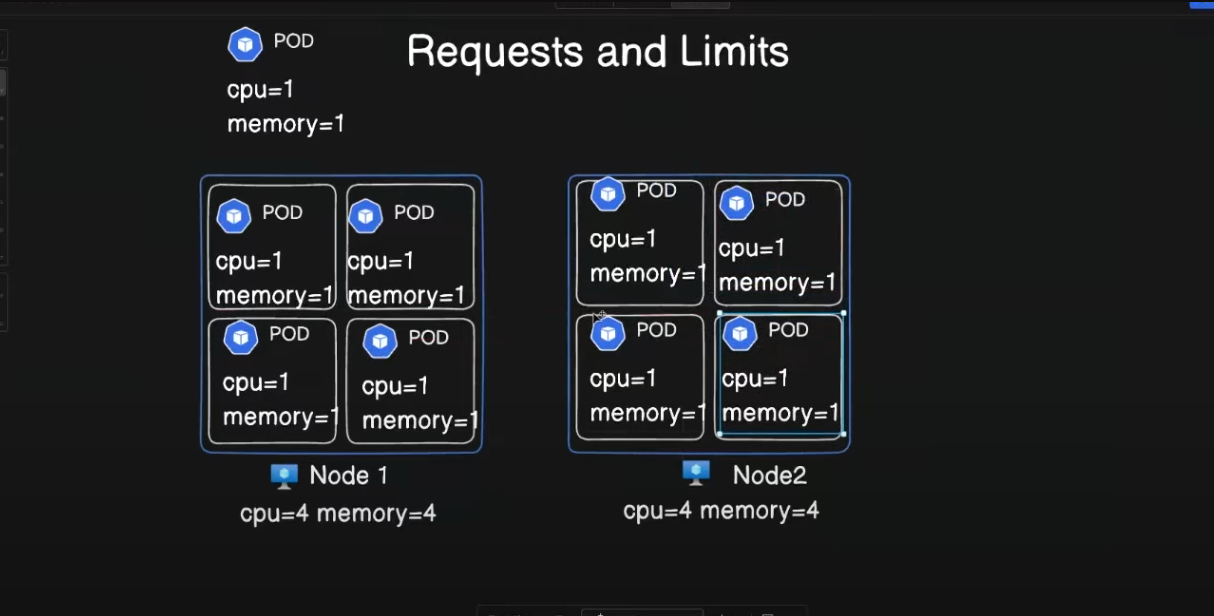 POD
Requests and Limits
cpu=1
memory=1
POD
POD
cpu=1
cpu=1
memory=1
memory=1
POD
POD
cpu=1
cpu=1
memory=1
memory=1
Node 1
cpu=4 memory=4
POD
POD
cpu=1
cpu=1
memory=1
memory=1
POD
POD
cpu=1
cpu=1
memory=1
memory=1
Node2
cpu=4 memory=4